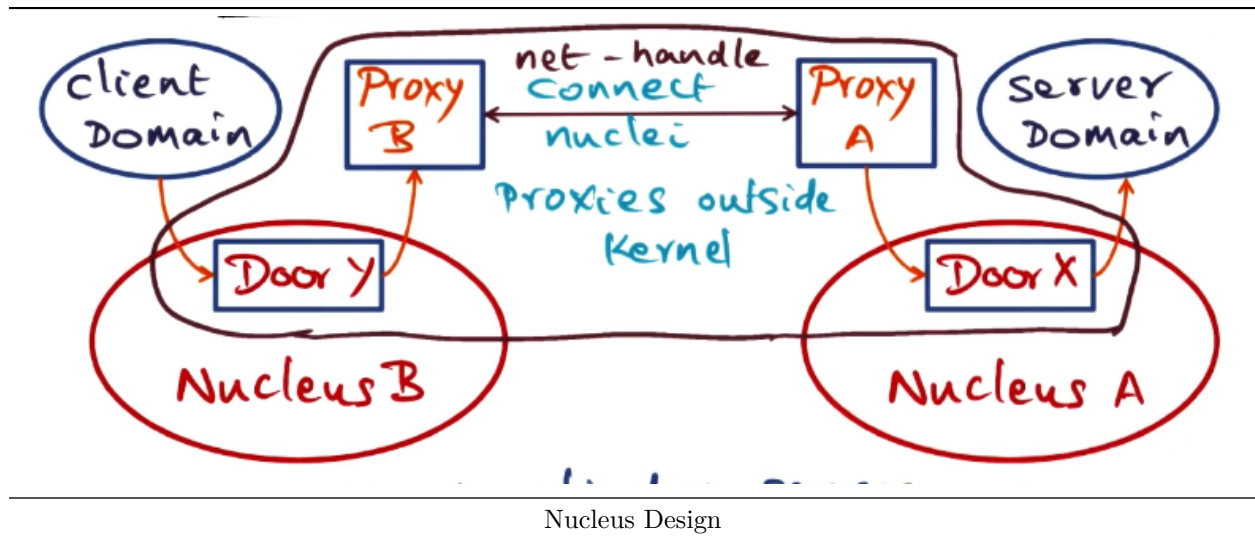 client
Domain
Proxy
B
net-handle
Connect
nuclei
Proxy
A
server
Domain
Proxies outside
Kernel
Door Y
Door X
Nucleus B
Nucleus A
Nucleus Design